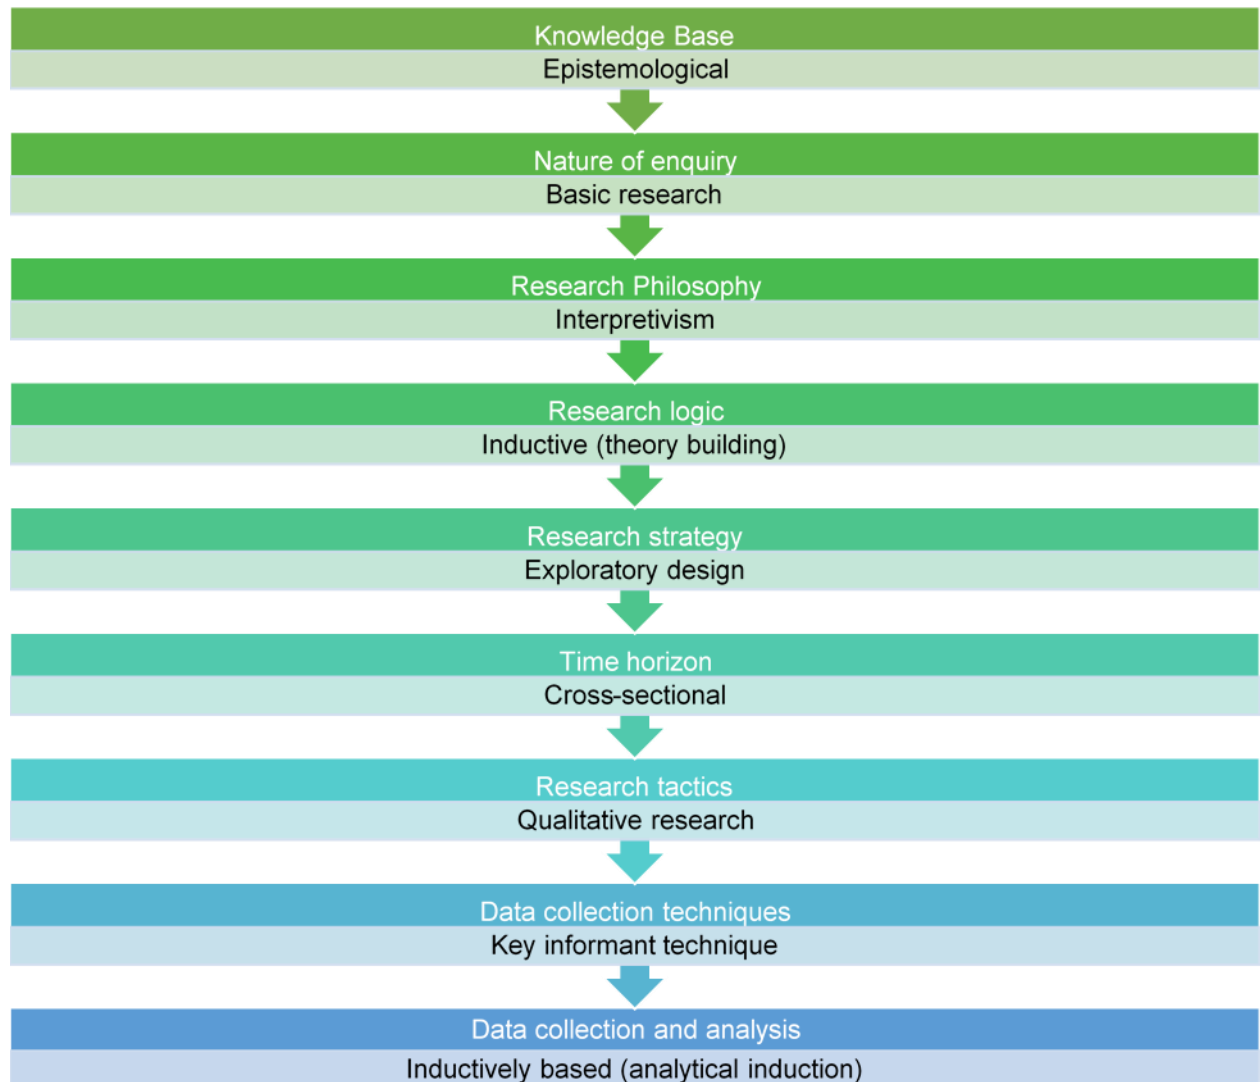 Knowledge Base
Epistemological
Nature of enquiry
Basic research
Research Philosophy
Interpretivism
Research logic
Inductive (theory building)
Research strategy
Exploratory design
Time horizon
Cross-sectional
Research tactics
Qualitative research
Data collection techniques
Key informant technique
Data collection and analysis
Inductively based (analytical induction)